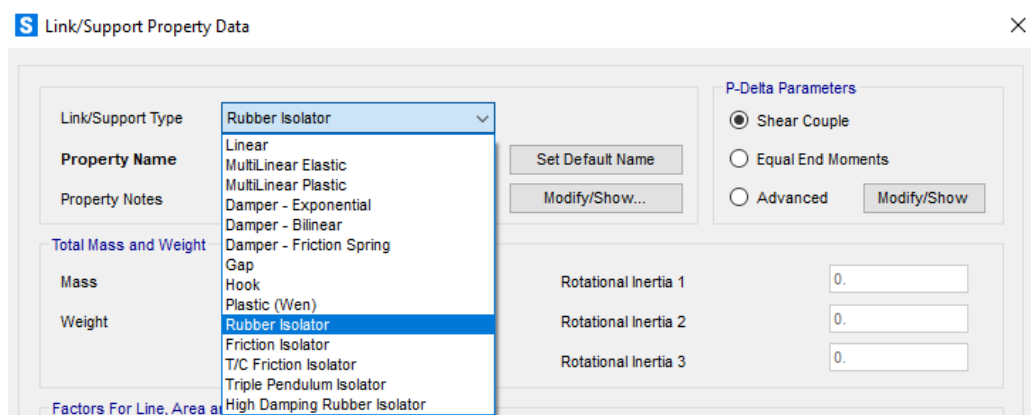 S Link/Support Property Data
P-Delta Parameters
Link/Support Type Rubber Isolator
Shear Couple
Linear
Property Name MultiLinear Elastic Set Default Name Equal End Moments
MultiLinear Plastic
Property Notes Damper - Exponential Modify/Show... Advanced Modify/Show
Damper - Bilinear
Total Mass and Weight Damper - Friction Spring
Gap
Mass Hook Rotational Inertia 1 0.
Plastic (Wen)
Weight Rubber Isolator Rotational Inertia 2 0.
Friction Isolator
T/C Friction Isolator Rotational Inertia 3 0.
Triple Pendulum Isolator
Factors For Line, Area a High Damping Rubber Isolator